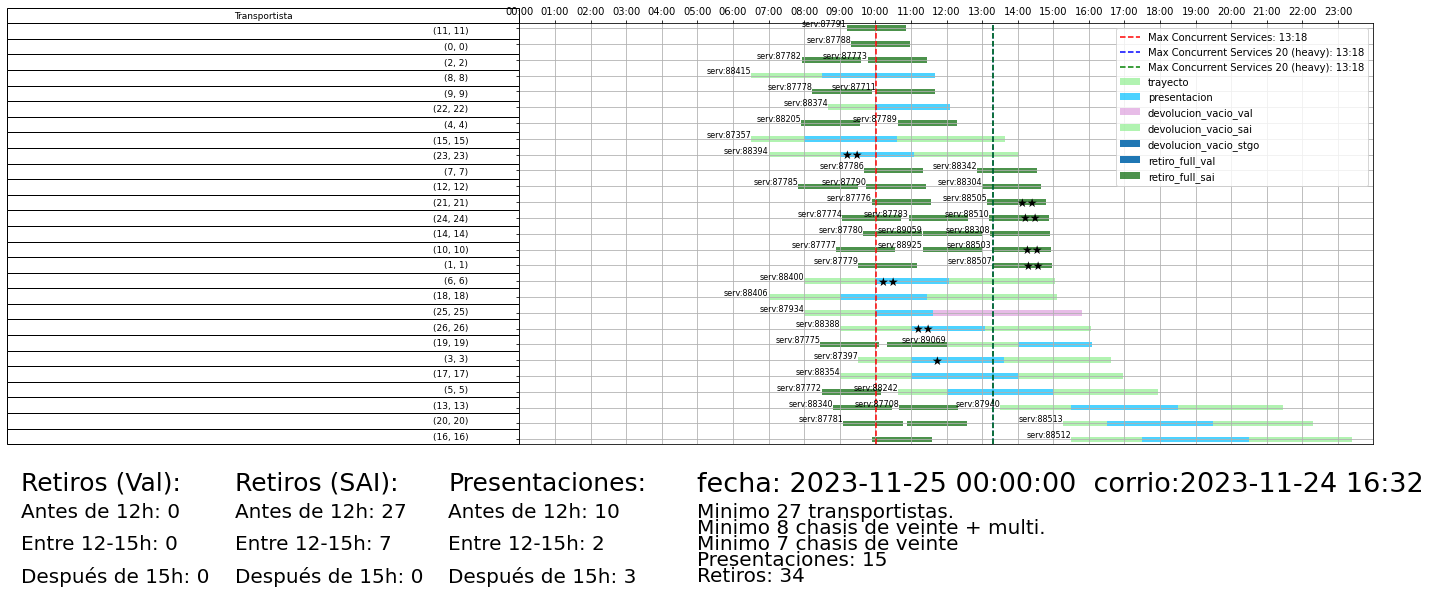 Transportista
00:00 01:00 02:00 03:00 04:00 05:00 06:00 07:00 08:00 09:00 10:00 11:00 12:00 13:00 14:00 15:00 16:00 17:00 18:00 19:00 20:00 21:00 22:00 23:00
(11, 11) serv:87791
(0, 0) serv:87788
(2, 2) serv:87782 serv:87773
(8, 8) serv:88415
(9, 9) serv:87778 serv:87711
(22, 22) serv:88374
(4, 4) serv:88205 serv:87789
(15, 15) serv:87357
(23, 23) serv:88394
(7, 7) serv:87786 serv:88342
(12, 12) serv:87785 serv:87790 serv:88304
(21, 21) serv:87776 serv:88505
(24, 24) serv:87774 serv:87783 serv:88510
(14, 14) serv:87780 serv:89059 serv:88308
(10, 10) serv:87777 serv:88925 serv:88503
(1, 1) serv:87779 serv:88507
(6, 6) serv:88400
(18, 18) serv:88406
(25, 25) serv:87934
(26, 26) serv:88388
(19, 19) serv:87775 serv:89069
(3, 3) serv:87397
(17, 17) serv:88354
(5, 5) serv:87772 serv:88242
(13, 13) serv:88340 serv:87708 serv:87940
(20, 20) serv:87781 serv:88513
(16, 16) serv:88512
Max Concurrent Services: 13:18
Max Concurrent Services 20 (heavy): 13:18
Max Concurrent Services 20 (heavy): 13:18
trayecto
presentacion
devolucion_vacio_val
devolucion_vacio_sai
devolucion_vacio_stgo
retiro_full_val
retiro_full_sai
Retiros (Val):
Antes de 12h: 0
Entre 12-15h: 0
Después de 15h: 0
Retiros (SAI):
Antes de 12h: 27
Entre 12-15h: 7
Después de 15h: 0
Presentaciones:
Antes de 12h: 10
Entre 12-15h: 2
Después de 15h: 3
fecha: 2023-11-25 00:00:00 corrio:2023-11-24 16:32
Minimo 27 transportistas.
Minimo 8 chasis de veinte + multi.
Minimo 7 chasis de veinte
Presentaciones: 15
Retiros: 34